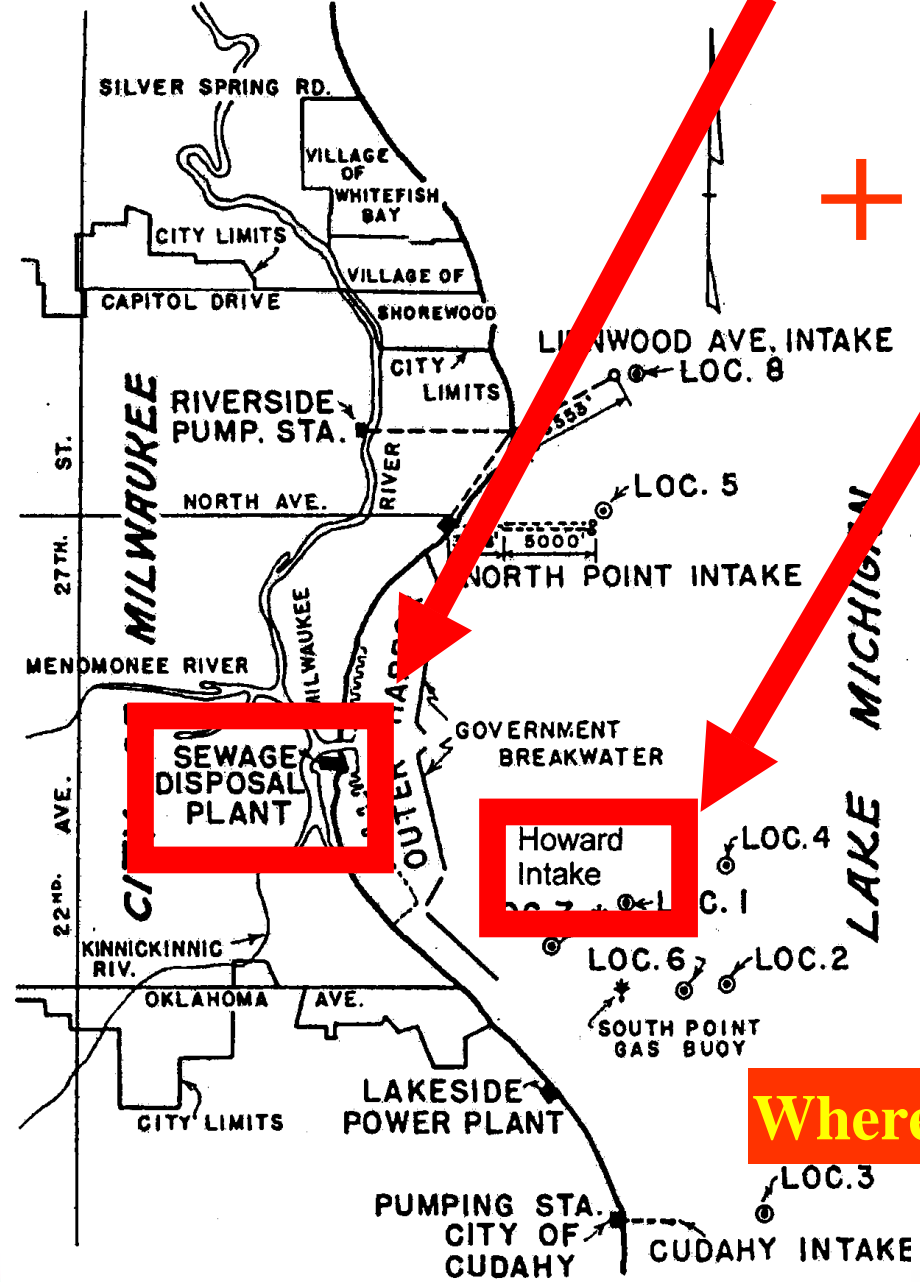 SILVER SPRING RD.
VILLAGE
OF
WHITEFISH
BAY
CITY LIMITS
VILLAGE OF
CAPITOL DRIVE
SHOREWOOD
AVE. INTAKE
LOC. 8
CITY
LIMITS
RIVERSIDE
PUMP. STA.
RIVER
MILWAUKEE
ST.
LOC. 5
NORTH AVE.
5000'
27TH.
NORTH POINT INTAKE
LAKE MICHIGAN
MILWAUKEE
MENOMONEE RIVER
OUTER
GOVERNMENT
BREAKWATER
SEWAGE
DISPOSAL
PLANT
AVE.
22ND.
Howard
Intake
LOC. 4
LOC. 1
KINNICKINNIC
RIV.
LOC. 6
LOC. 2
OKLAHOMA AVE.
SOUTH POINT
GAS BUOY
LAKESIDE
POWER PLANT
CITY LIMITS
Where
LOC. 3
PUMPING STA.
CITY OF
CUDAHY
CUDAHY INTAKE